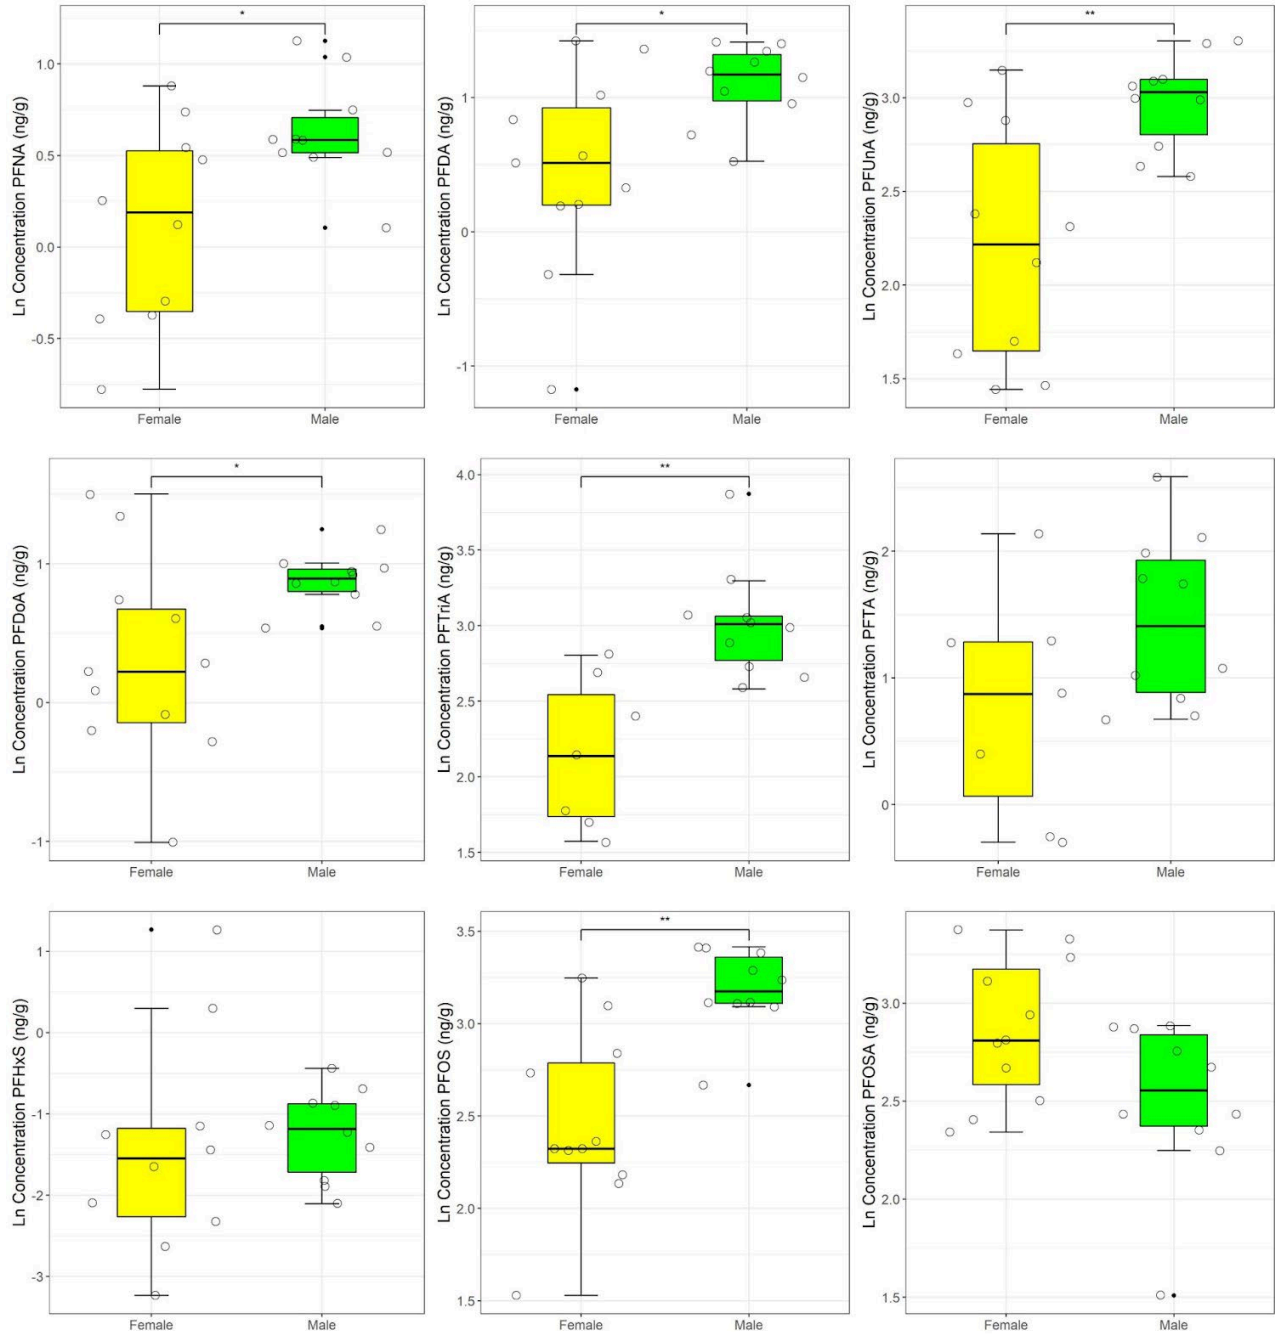 *
Ln Concentration PFNA (ng/g)
1.0
0.5
0.0
-0.5
Female
Male
*
Ln Concentration PFDA (ng/g)
1
0
-1
Female
Male
**
Ln Concentration PFUnA (ng/g)
3.0
2.5
2.0
1.5
Female
Male
*
Ln Concentration PFDoA (ng/g)
1
0
-1
Female
Male
**
Ln Concentration PFTriA (ng/g)
4.0
3.5
3.0
2.5
2.0
1.5
Female
Male
Ln Concentration PFTA (ng/g)
2
1
0
Female
Male
Ln Concentration PFHxS (ng/g)
1
0
-1
-2
-3
Female
Male
**
Ln Concentration PFOS (ng/g)
3.5
3.0
2.5
2.0
1.5
Female
Male
Ln Concentration PFOSA (ng/g)
3.0
2.5
2.0
1.5
Female
Male